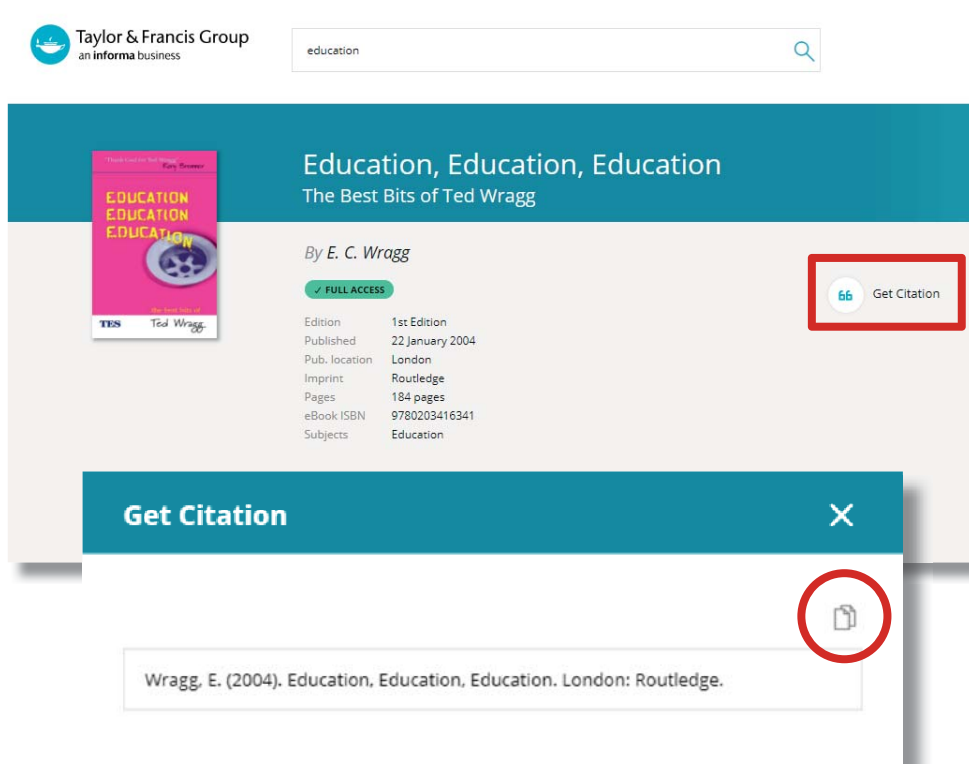 Taylor & Francis Group
an informa business
education
Education, Education, Education
The Best Bits of Ted Wragg
Rory Bremner
EDUCATION
EDUCATION
EDUCATION
the best bits of
TES Ted Wragg
By E. C. Wragg
✓ FULL ACCESS
Edition 1st Edition
Published 22 January 2004
Pub. location London
Imprint Routledge
Pages 184 pages
eBook ISBN 9780203416341
Subjects Education
66 Get Citation
Get Citation
Wragg, E. (2004). Education, Education, Education. London: Routledge.